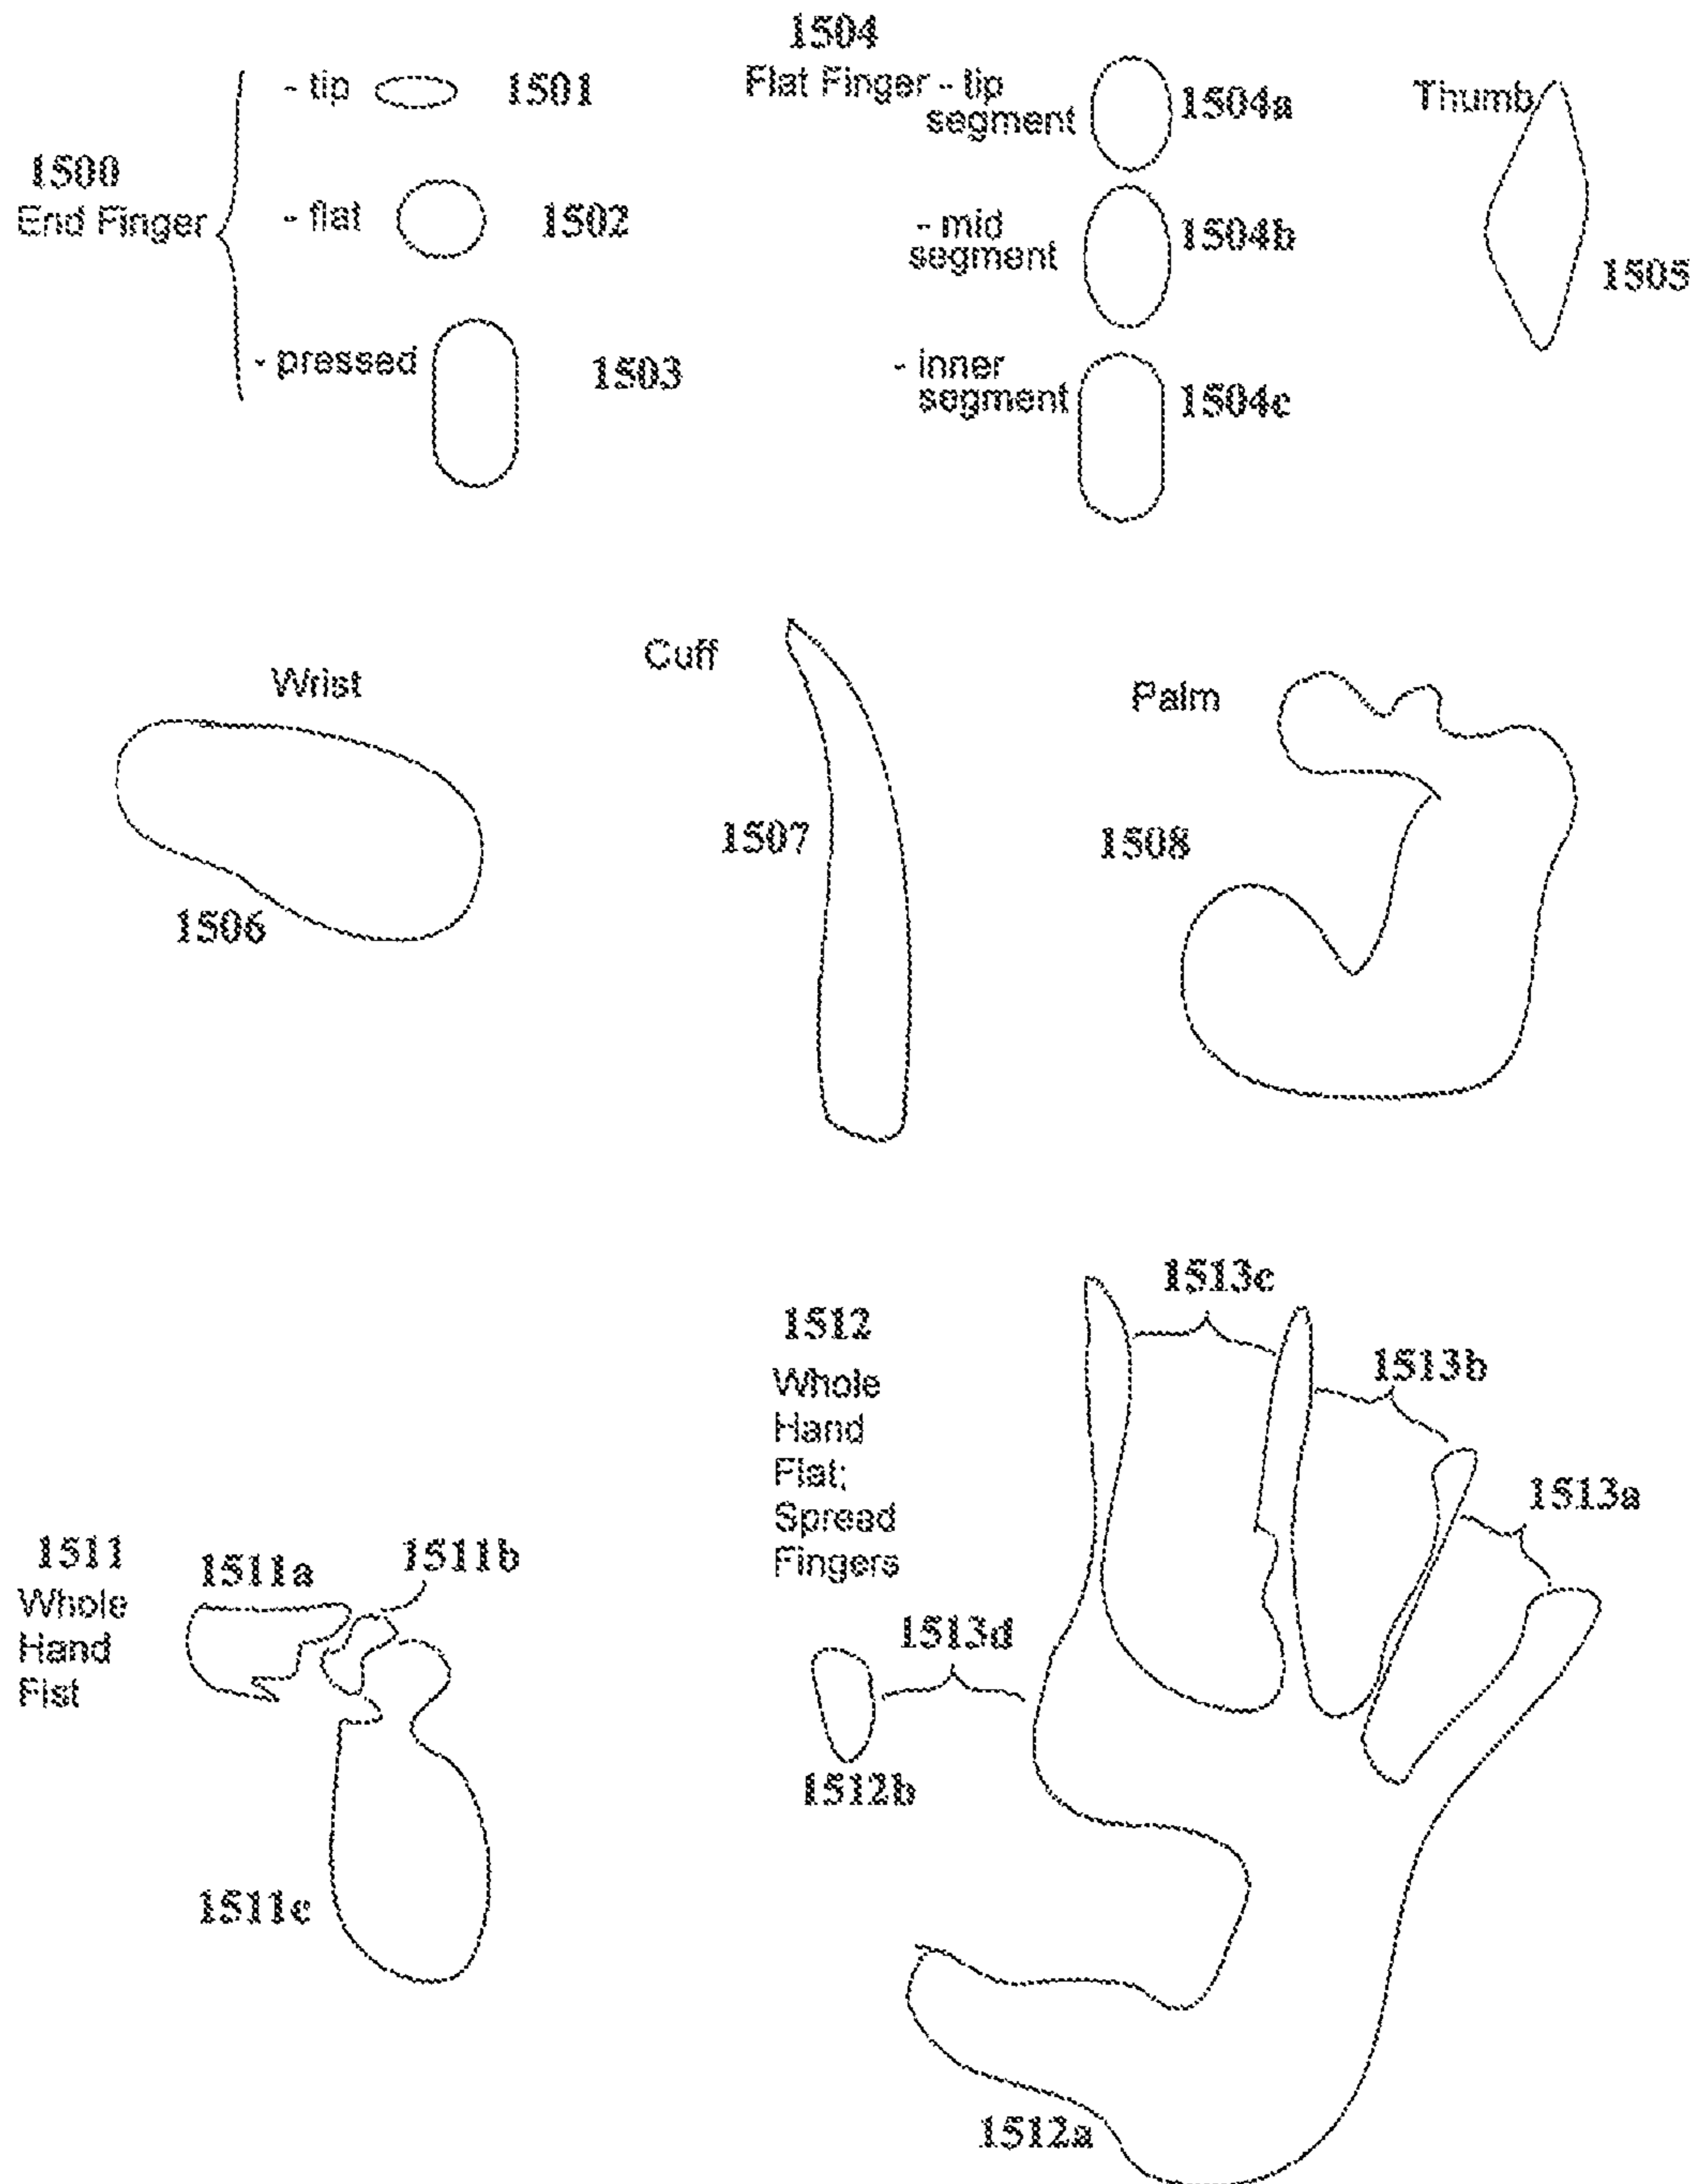 1500
End Finger
- tip 1501
- flat 1502
- pressed 1503
1504
Flat Finger - tip
segment 1504a
- mid
segment 1504b
- inner
segment 1504c
Thumb
1505
Wrist
1506
Cuff
1507
Palm
1508
1511
Whole
Hand
Fist
1511a
1511b
1511c
1512
Whole
Hand
Flat;
Spread
Fingers
1513c
1513b
1513a
1513d
1512b
1512a